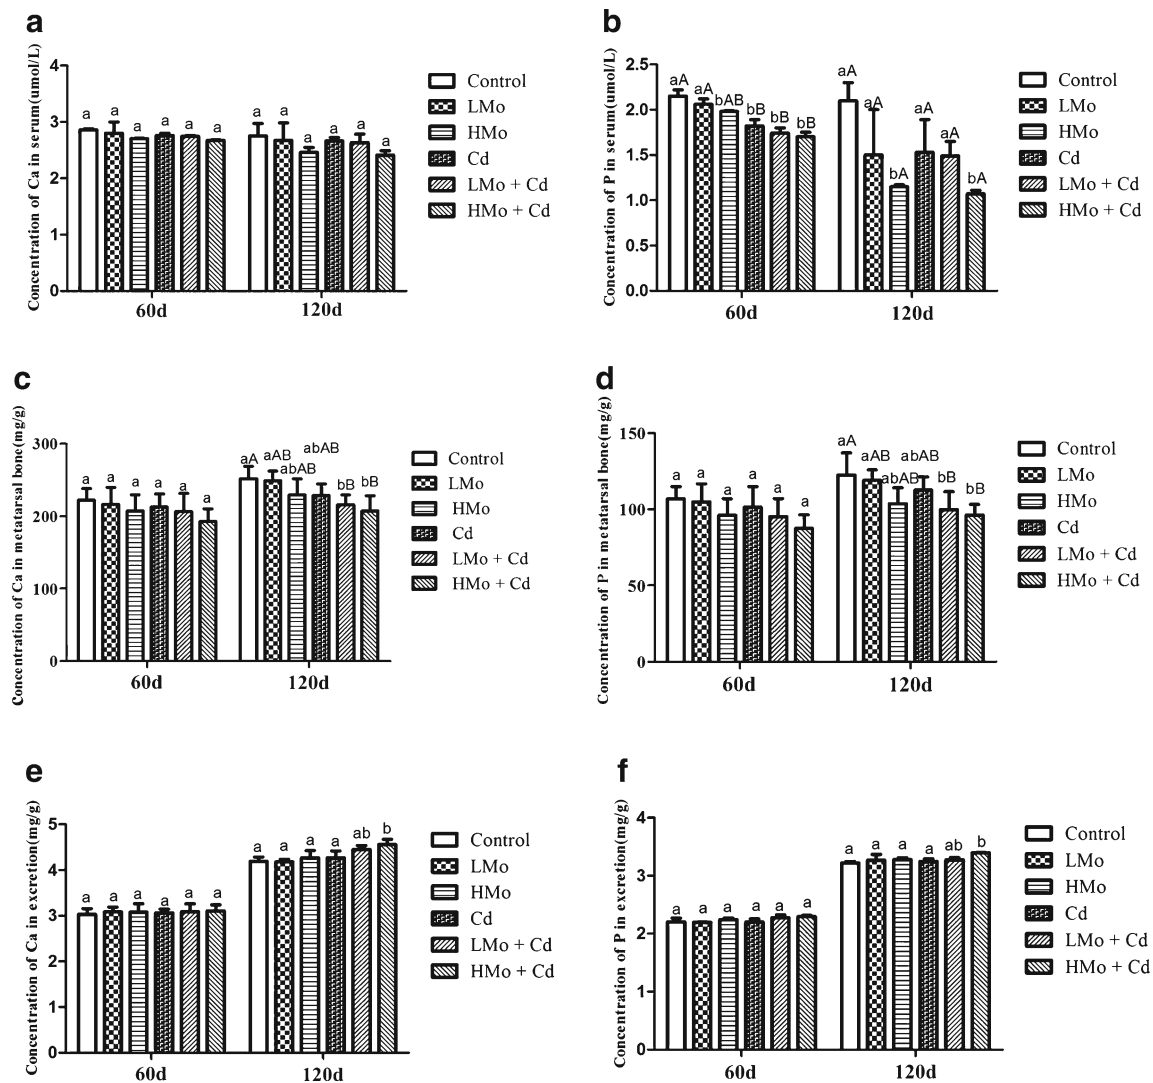 a
Concentration of Ca in serum(umol/L)
4
3
2
1
0
a a a a a a
a a a a a a
60d 120d
Control
LMo
HMo
Cd
LMo + Cd
HMo + Cd
b
Concentration of P in serum(umol/L)
2.5
2.0
1.5
1.0
0.5
0.0
aA aA bAB bB bB bB
aA aA bA aA aA bA
60d 120d
Control
LMo
HMo
Cd
LMo + Cd
HMo + Cd
c
Concentration of Ca in metatarsal bone(mg/g)
300
200
100
0
a a a a a a
aA aAB abAB abAB bB bB
60d 120d
Control
LMo
HMo
Cd
LMo + Cd
HMo + Cd
d
Concentration of P in metatarsal bone(mg/g)
150
100
50
0
a a a a a a
aA aAB abAB abAB bB bB
60d 120d
Control
LMo
HMo
Cd
LMo + Cd
HMo + Cd
e
Concentration of Ca in excretion(mg/g)
5
4
3
2
1
0
a a a a a a
a a a a ab b
60d 120d
Control
LMo
HMo
Cd
LMo + Cd
HMo + Cd
f
Concentration of P in excretion(mg/g)
4
3
2
1
0
a a a a a a
a a a a ab b
60d 120d
Control
LMo
HMo
Cd
LMo + Cd
HMo + Cd